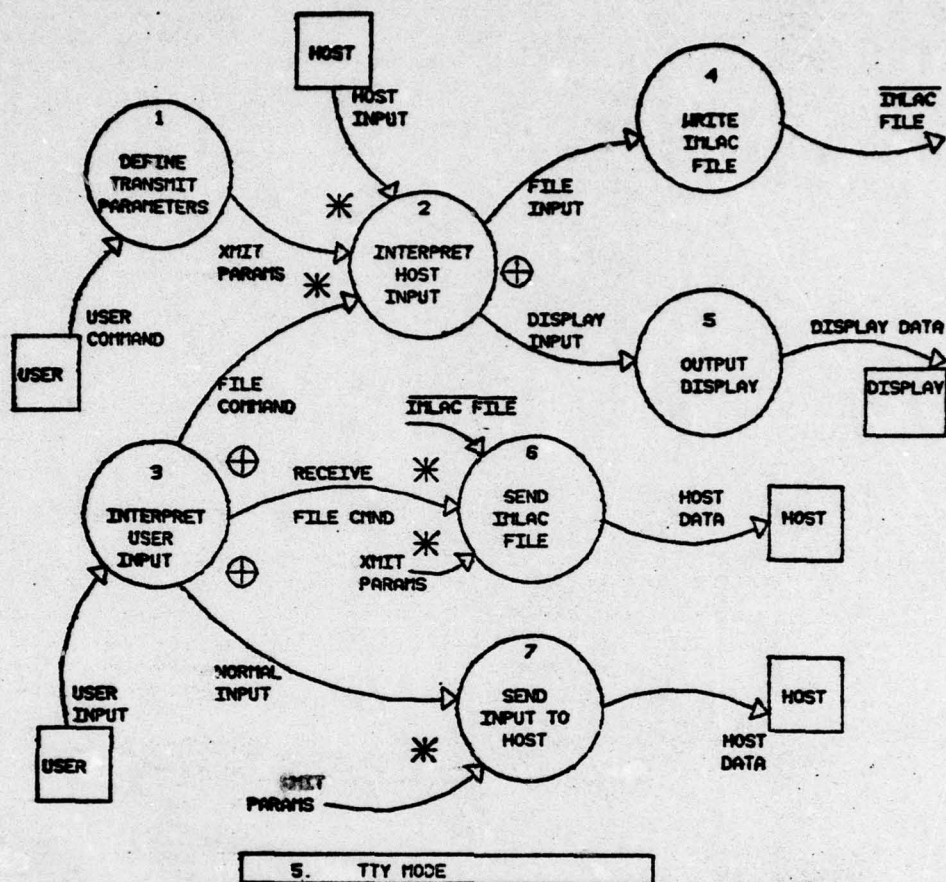 HOST
HOST
INPUT
1
DEFINE
TRANSMIT
PARAMETERS
4
WRITE
IMLAC
FILE
IMLAC
FILE
2
INTERPRET
HOST
INPUT
XMIT
PARAMS
FILE
INPUT
USER
COMMAND
USER
DISPLAY
INPUT
5
OUTPUT
DISPLAY
DISPLAY DATA
DISPLAY
FILE
COMMAND
IMLAC FILE
3
INTERPRET
USER
INPUT
RECEIVE
FILE CMND
6
SEND
IMLAC
FILE
HOST
DATA
HOST
XMIT
PARAMS
NORMAL
INPUT
7
SEND
INPUT TO
HOST
HOST
HOST
DATA
USER
INPUT
USER
XMIT
PARAMS
5. TTY MODE